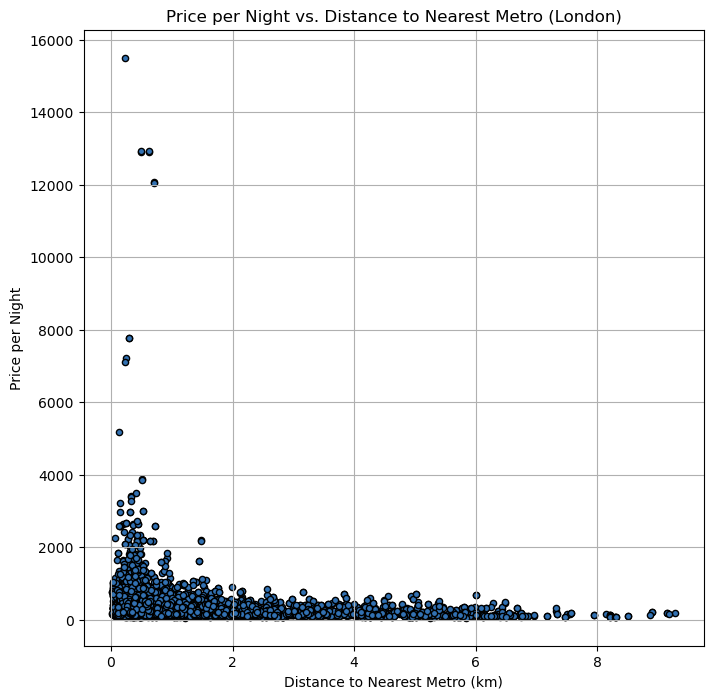 Price per Night vs. Distance to Nearest Metro (London)
16000
14000
12000
10000
8000
6000
4000
2000
0
Price per Night
0 2 4 6 8
Distance to Nearest Metro (km)